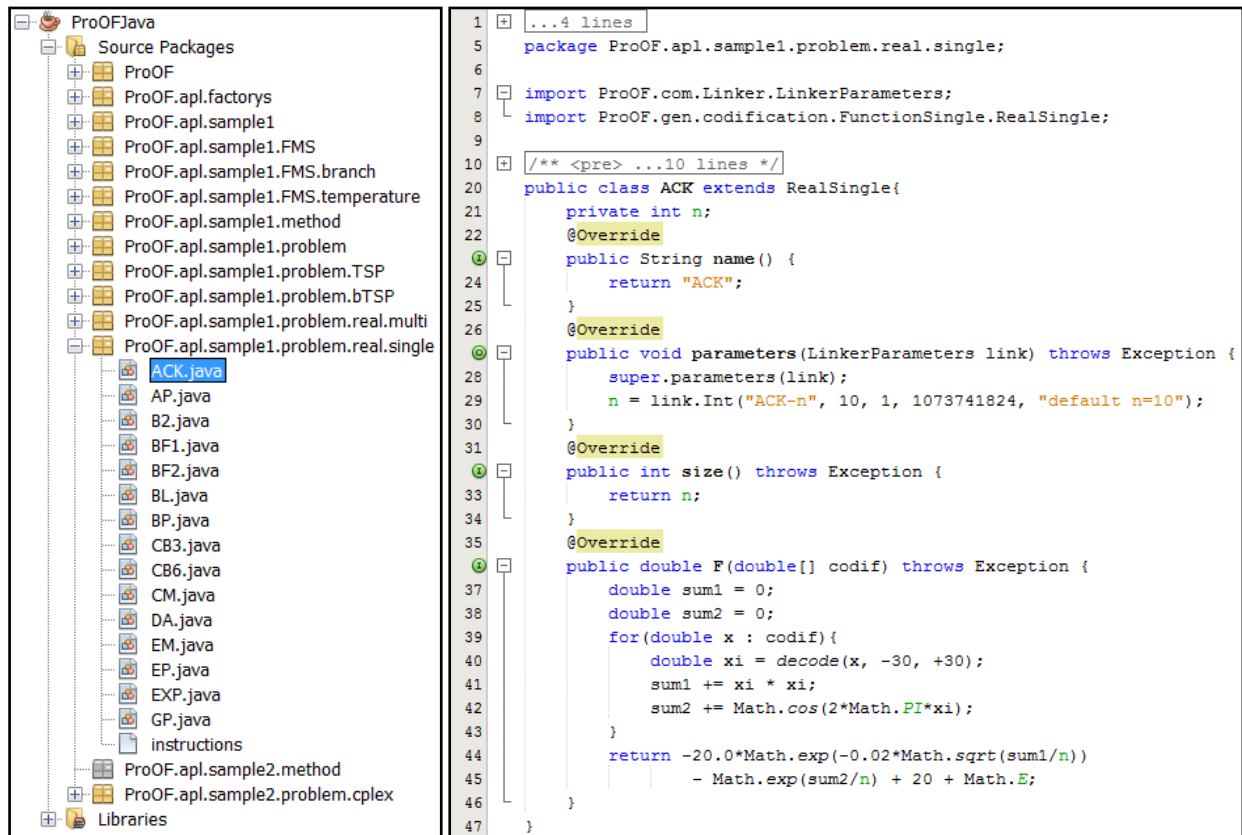 ProOFJava
Source Packages
ProOF
ProOF.apl.factorys
ProOF.apl.sample1
ProOF.apl.sample1.FMS
ProOF.apl.sample1.FMS.branch
ProOF.apl.sample1.FMS.temperature
ProOF.apl.sample1.method
ProOF.apl.sample1.problem
ProOF.apl.sample1.problem.TSP
ProOF.apl.sample1.problem.bTSP
ProOF.apl.sample1.problem.real.multi
ProOF.apl.sample1.problem.real.single
ACK.java
AP.java
B2.java
BF1.java
BF2.java
BL.java
BP.java
CB3.java
CB6.java
CM.java
DA.java
EM.java
EP.java
EXP.java
GP.java
instructions
ProOF.apl.sample2.method
ProOF.apl.sample2.problem.cplex
Libraries
1 ...4 lines
5 package ProOF.apl.sample1.problem.real.single;
6
7 import ProOF.com.Linker.LinkerParameters;
8 import ProOF.gen.codification.FunctionSingle.RealSingle;
9
10 /** <pre> ...10 lines */
20 public class ACK extends RealSingle{
21 private int n;
22 @Override
public String name() {
24 return "ACK";
25 }
26 @Override
public void parameters(LinkerParameters link) throws Exception {
28 super.parameters(link);
29 n = link.Int("ACK-n", 10, 1, 1073741824, "default n=10");
30 }
31 @Override
public int size() throws Exception {
33 return n;
34 }
35 @Override
public double F(double[] codif) throws Exception {
37 double sum1 = 0;
38 double sum2 = 0;
39 for(double x : codif){
40 double xi = decode(x, -30, +30);
41 sum1 += xi * xi;
42 sum2 += Math.cos(2*Math.PI*xi);
43 }
44 return -20.0*Math.exp(-0.02*Math.sqrt(sum1/n))
45 - Math.exp(sum2/n) + 20 + Math.E;
46 }
47 }